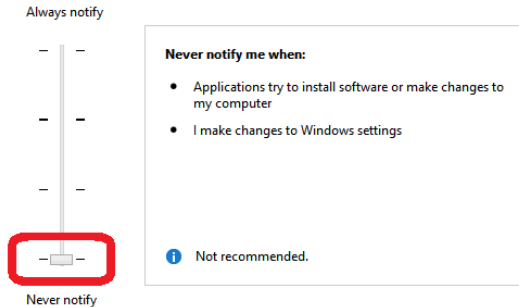 Always notify
Never notify me when:
• Applications try to install software or make changes to
my computer
• I make changes to Windows settings
Not recommended.
Never notify